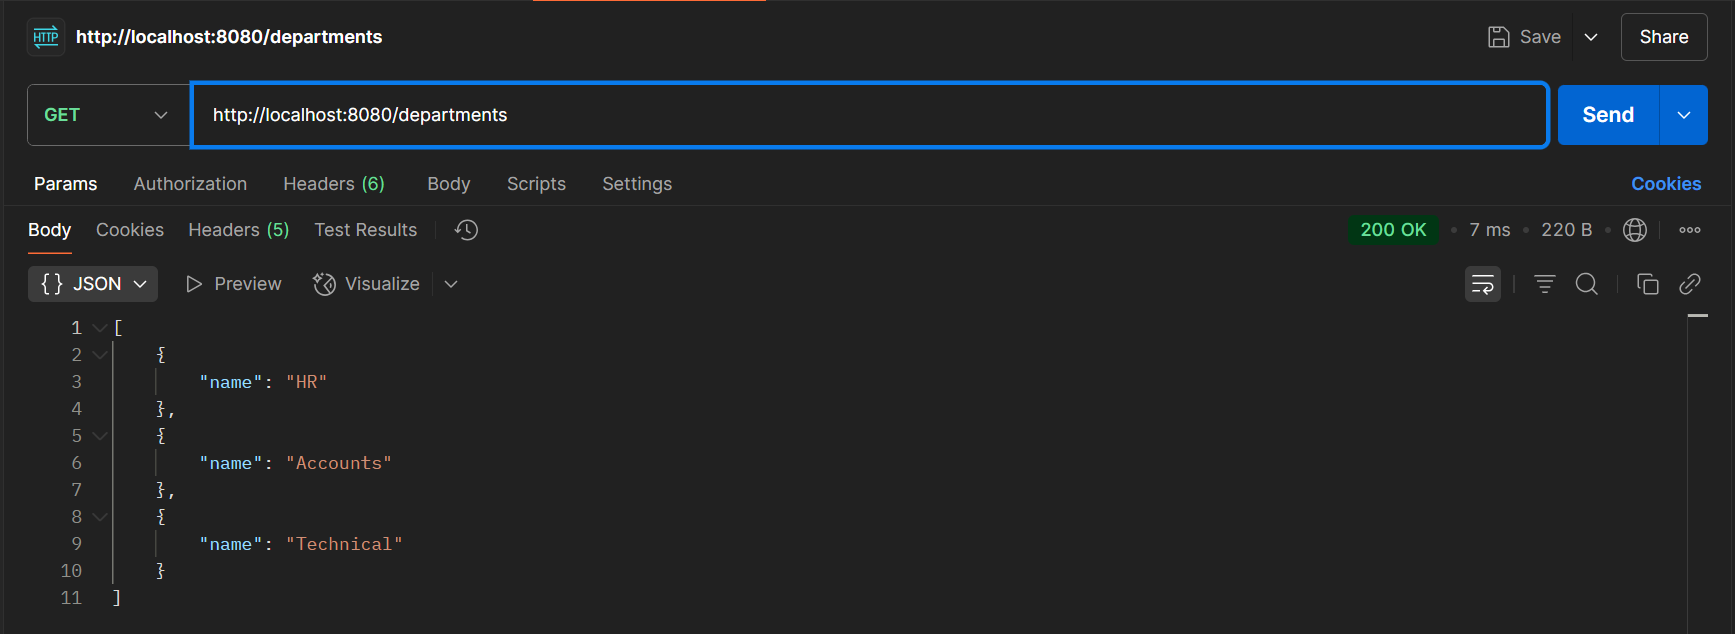 HTTP http://localhost:8080/departments Save Share
GET http://localhost:8080/departments Send
Params Authorization Headers (6) Body Scripts Settings Cookies
Body Cookies Headers (5) Test Results 200 OK • 7 ms • 220 B •
{} JSON Preview Visualize
1 [
2 {
3 "name": "HR"
4 },
5 {
6 "name": "Accounts"
7 },
8 {
9 "name": "Technical"
10 }
11 ]